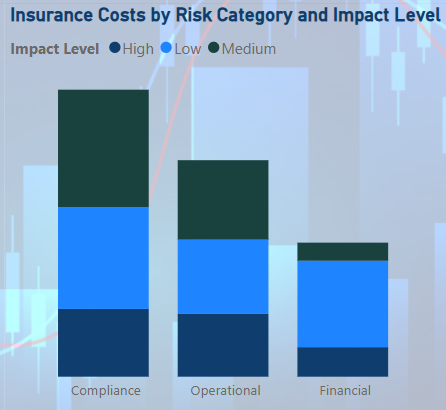 Insurance Costs by Risk Category and Impact Level
Impact Level High Low Medium
Compliance Operational Financial